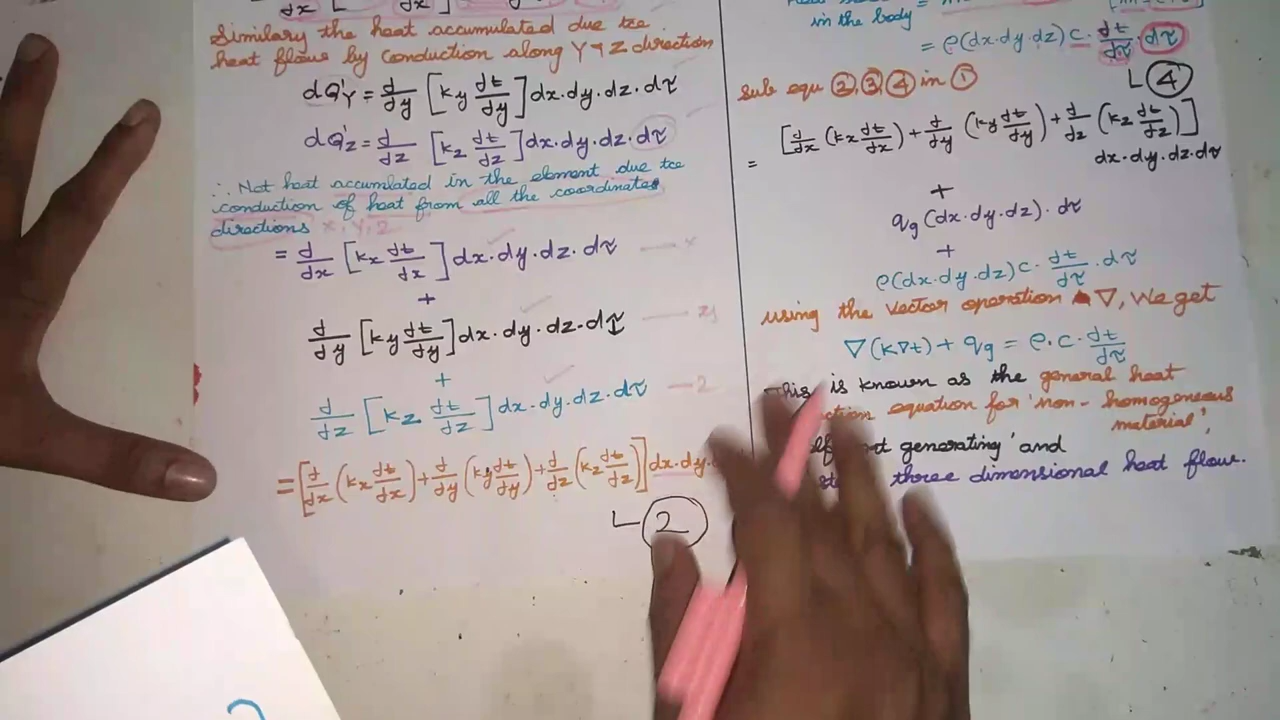 Similary the heat accumulated due toe
heat flow by conduction along Y & Z direction
dQ'Y = d/dy [ky dt/dy] dx.dy.dz.dτ
dQ'Z = d/dz [kz dt/dz] dx.dy.dz.dτ
∴ Net heat accumlated in the element due toe
conduction of heat from all the coordinates
directions X, Y, Z
= d/dx [kx dt/dx] dx.dy.dz.dτ — x
+
d/dy [ky dt/dy] dx.dy.dz.dτ
+
d/dz [kz dt/dz] dx.dy.dz.dτ — Z
= [d/dx (kx dt/dx) + d/dy (ky dt/dy) + d/dz (kz dt/dz)] dx.dy.
L 2
in the body
= ρ(dx.dy.dz) c. dt/dτ . dτ
L 4
sub equ 2, 3, 4 in 1
= [d/dx (kx dt/dx) + d/dy (ky dt/dy) + d/dz (kz dt/dz)]
dx.dy.dz.dτ
+
qg (dx.dy.dz). dτ
+
ρ(dx.dy.dz) c. dt/dτ . dτ
using the vector operation ∇, We get
∇(k∇t) + qg = ρ.c. dt/dτ
This is known as the general heat
equation for 'non-homogeneous
material',
generating' and
three dimensional heat flow.